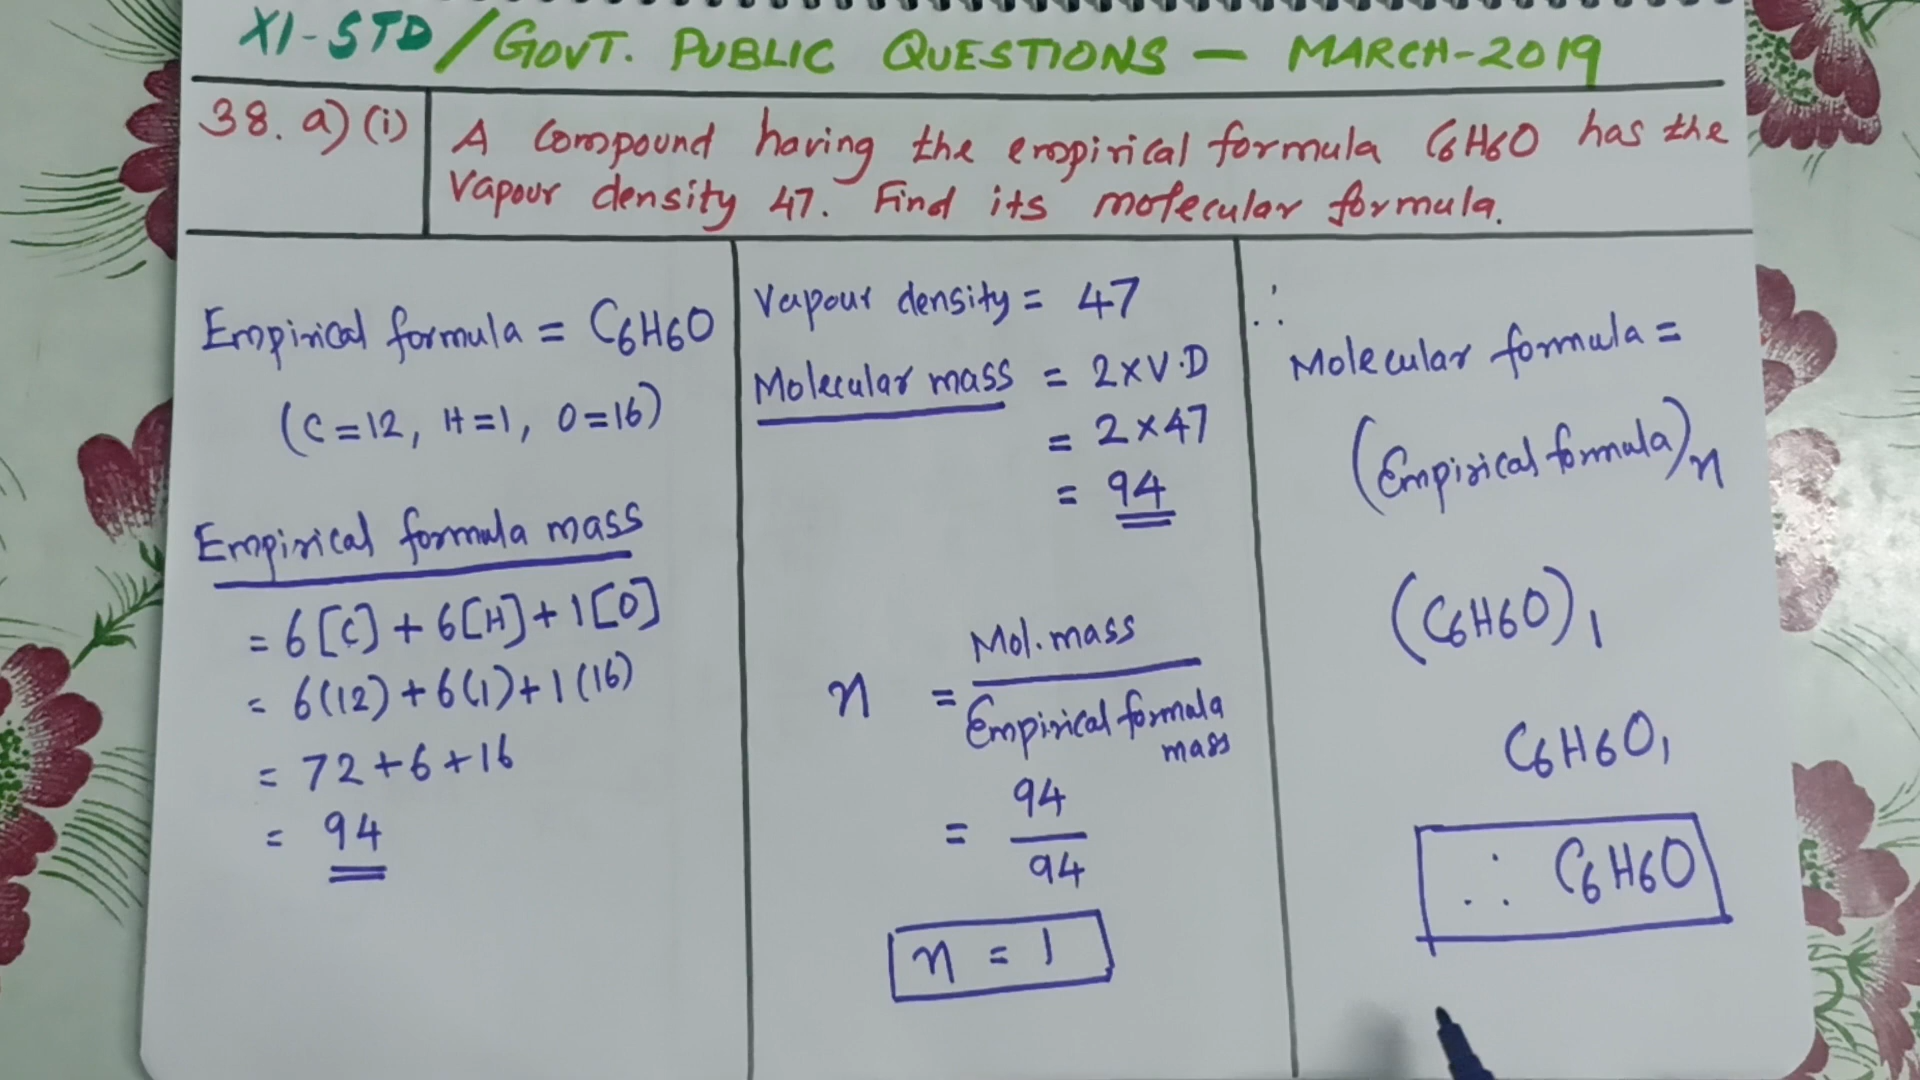 XI-STD/GOVT. PUBLIC QUESTIONS – MARCH-2019
38. a) (i)
A compound having the empirical formula C6H6O has the
vapour density 47. Find its molecular formula.
Empirical formula = C6H6O
(C=12, H=1, O=16)
Empirical formula mass
= 6[C] + 6[H] + 1[O]
= 6(12) + 6(1) + 1(16)
= 72+6+16
= 94
Vapour density = 47
Molecular mass = 2×V.D
= 2×47
= 94
n = Mol. mass
Empirical formula
mass
= 94
94
n = 1
∴
Molecular formula =
(Empirical formula)n
(C6H6O)1
C6H6O1
∴ C6H6O